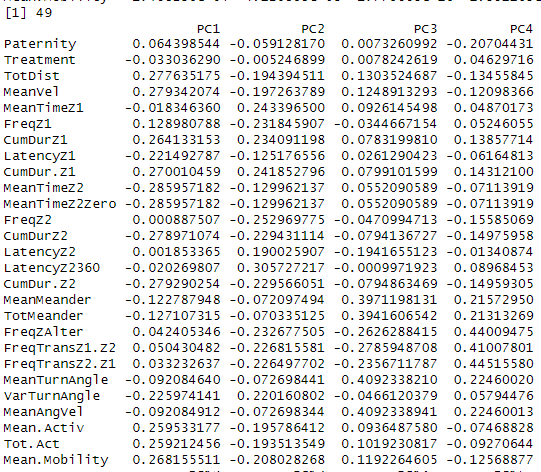 [1] 49
PC1 PC2 PC3 PC4
Paternity 0.064398544 -0.059128170 0.0073260992 -0.20704431
Treatment -0.033036290 -0.005246899 0.0078242619 0.04629716
TotDist 0.277635175 -0.194394511 0.1303524687 -0.13455845
MeanVel 0.279342074 -0.197263789 0.1248913293 -0.12098366
MeanTimeZ1 -0.018346360 0.243396500 0.0926145498 0.04870173
FreqZ1 0.128980788 -0.231845907 -0.0344667154 0.05246055
CumDurZ1 0.264133153 0.234091198 0.0783199810 0.13857714
LatencyZ1 -0.221492787 -0.125176556 0.0261290423 -0.06164813
CumDur.Z1 0.270010459 0.241852796 0.0799101599 0.14312100
MeanTimeZ2 -0.285957182 -0.129962137 0.0552090589 -0.07113919
MeanTimeZ2Zero -0.285957182 -0.129962137 0.0552090589 -0.07113919
FreqZ2 0.000887507 -0.252969775 -0.0470994713 -0.15585069
CumDurZ2 -0.278971074 -0.229431114 -0.0794136727 -0.14975958
LatencyZ2 0.001853365 0.190025907 -0.1941655123 -0.01340874
LatencyZ2360 -0.020269807 0.305727217 -0.0009971923 0.08968453
CumDur.Z2 -0.279290254 -0.229566051 -0.0794863469 -0.14959305
MeanMeander -0.122787948 -0.072097494 0.3971198131 0.21572950
TotMeander -0.127107315 -0.070335125 0.3941606542 0.21313269
FreqZAlter 0.042405346 -0.232677505 -0.2626288415 0.44009475
FreqTransZ1.Z2 0.050430482 -0.226815581 -0.2785948708 0.41007801
FreqTransZ2.Z1 0.033232637 -0.226497702 -0.2356711787 0.44515580
MeanTurnAngle -0.092084640 -0.072698441 0.4092338210 0.22460020
VarTurnAngle -0.225974141 0.220160802 -0.0466120379 0.05794476
MeanAngVel -0.092084912 -0.072698344 0.4092338941 0.22460013
Mean.Activ 0.259533177 -0.195786412 0.0936487580 -0.07468828
Tot.Act 0.259212456 -0.193513549 0.1019230817 -0.09270644
Mean.Mobility 0.268155511 -0.208028268 0.1192264605 -0.12568877